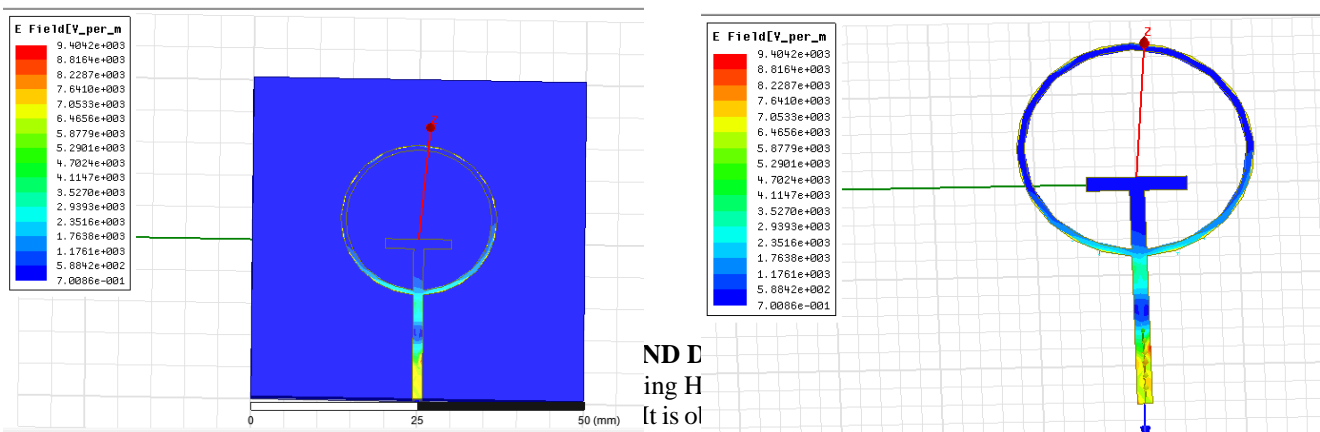 E Field[V_per_m
9.4042e+003
8.8164e+003
8.2287e+003
7.6410e+003
7.0533e+003
6.4656e+003
5.8779e+003
5.2901e+003
4.7024e+003
4.1147e+003
3.5270e+003
2.9393e+003
2.3516e+003
1.7638e+003
1.1761e+003
5.8842e+002
7.0086e-001
0
25
50 (mm)
ND D
ing H
It is ol
E Field[V_per_m
9.4042e+003
8.8164e+003
8.2287e+003
7.6410e+003
7.0533e+003
6.4656e+003
5.8779e+003
5.2901e+003
4.7024e+003
4.1147e+003
3.5270e+003
2.9393e+003
2.3516e+003
1.7638e+003
1.1761e+003
5.8842e+002
7.0086e-001
Z